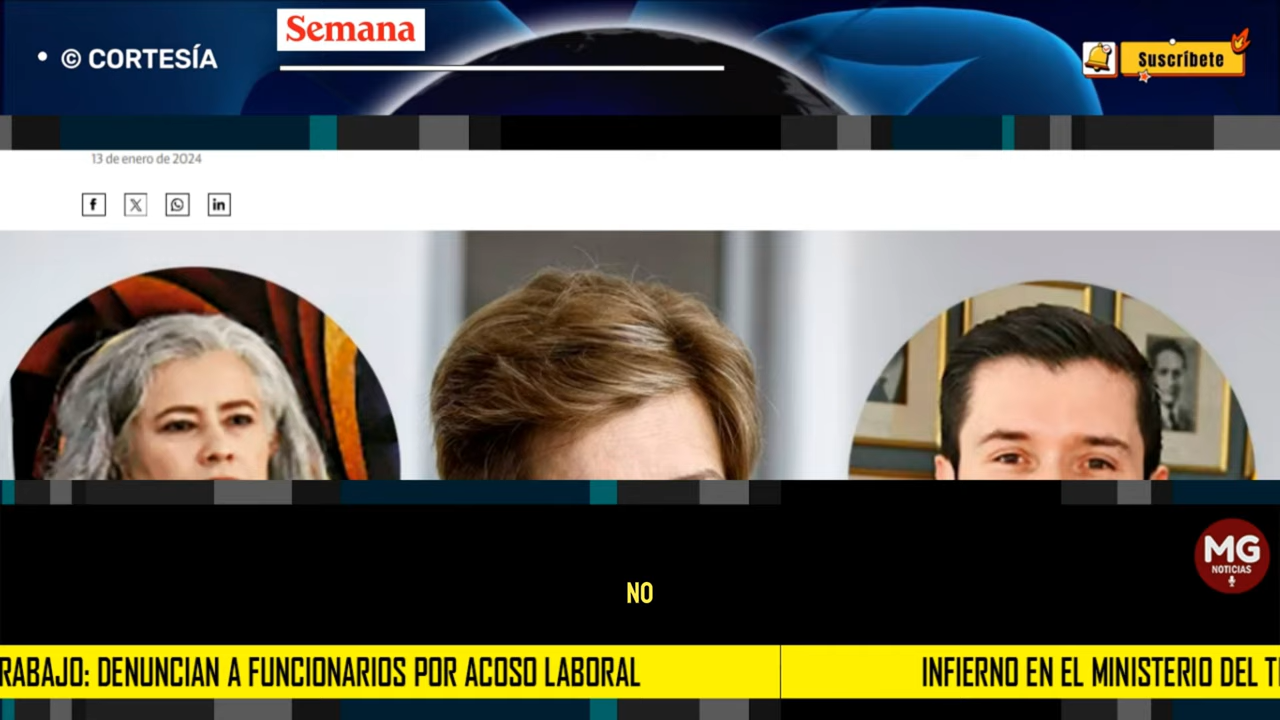 Semana
• © CORTESÍA
Suscríbete
13 de enero de 2024
MG
NOTICIAS
NO
RABAJO: DENUNCIAN A FUNCIONARIOS POR ACOSO LABORAL
INFIERNO EN EL MINISTERIO DEL T